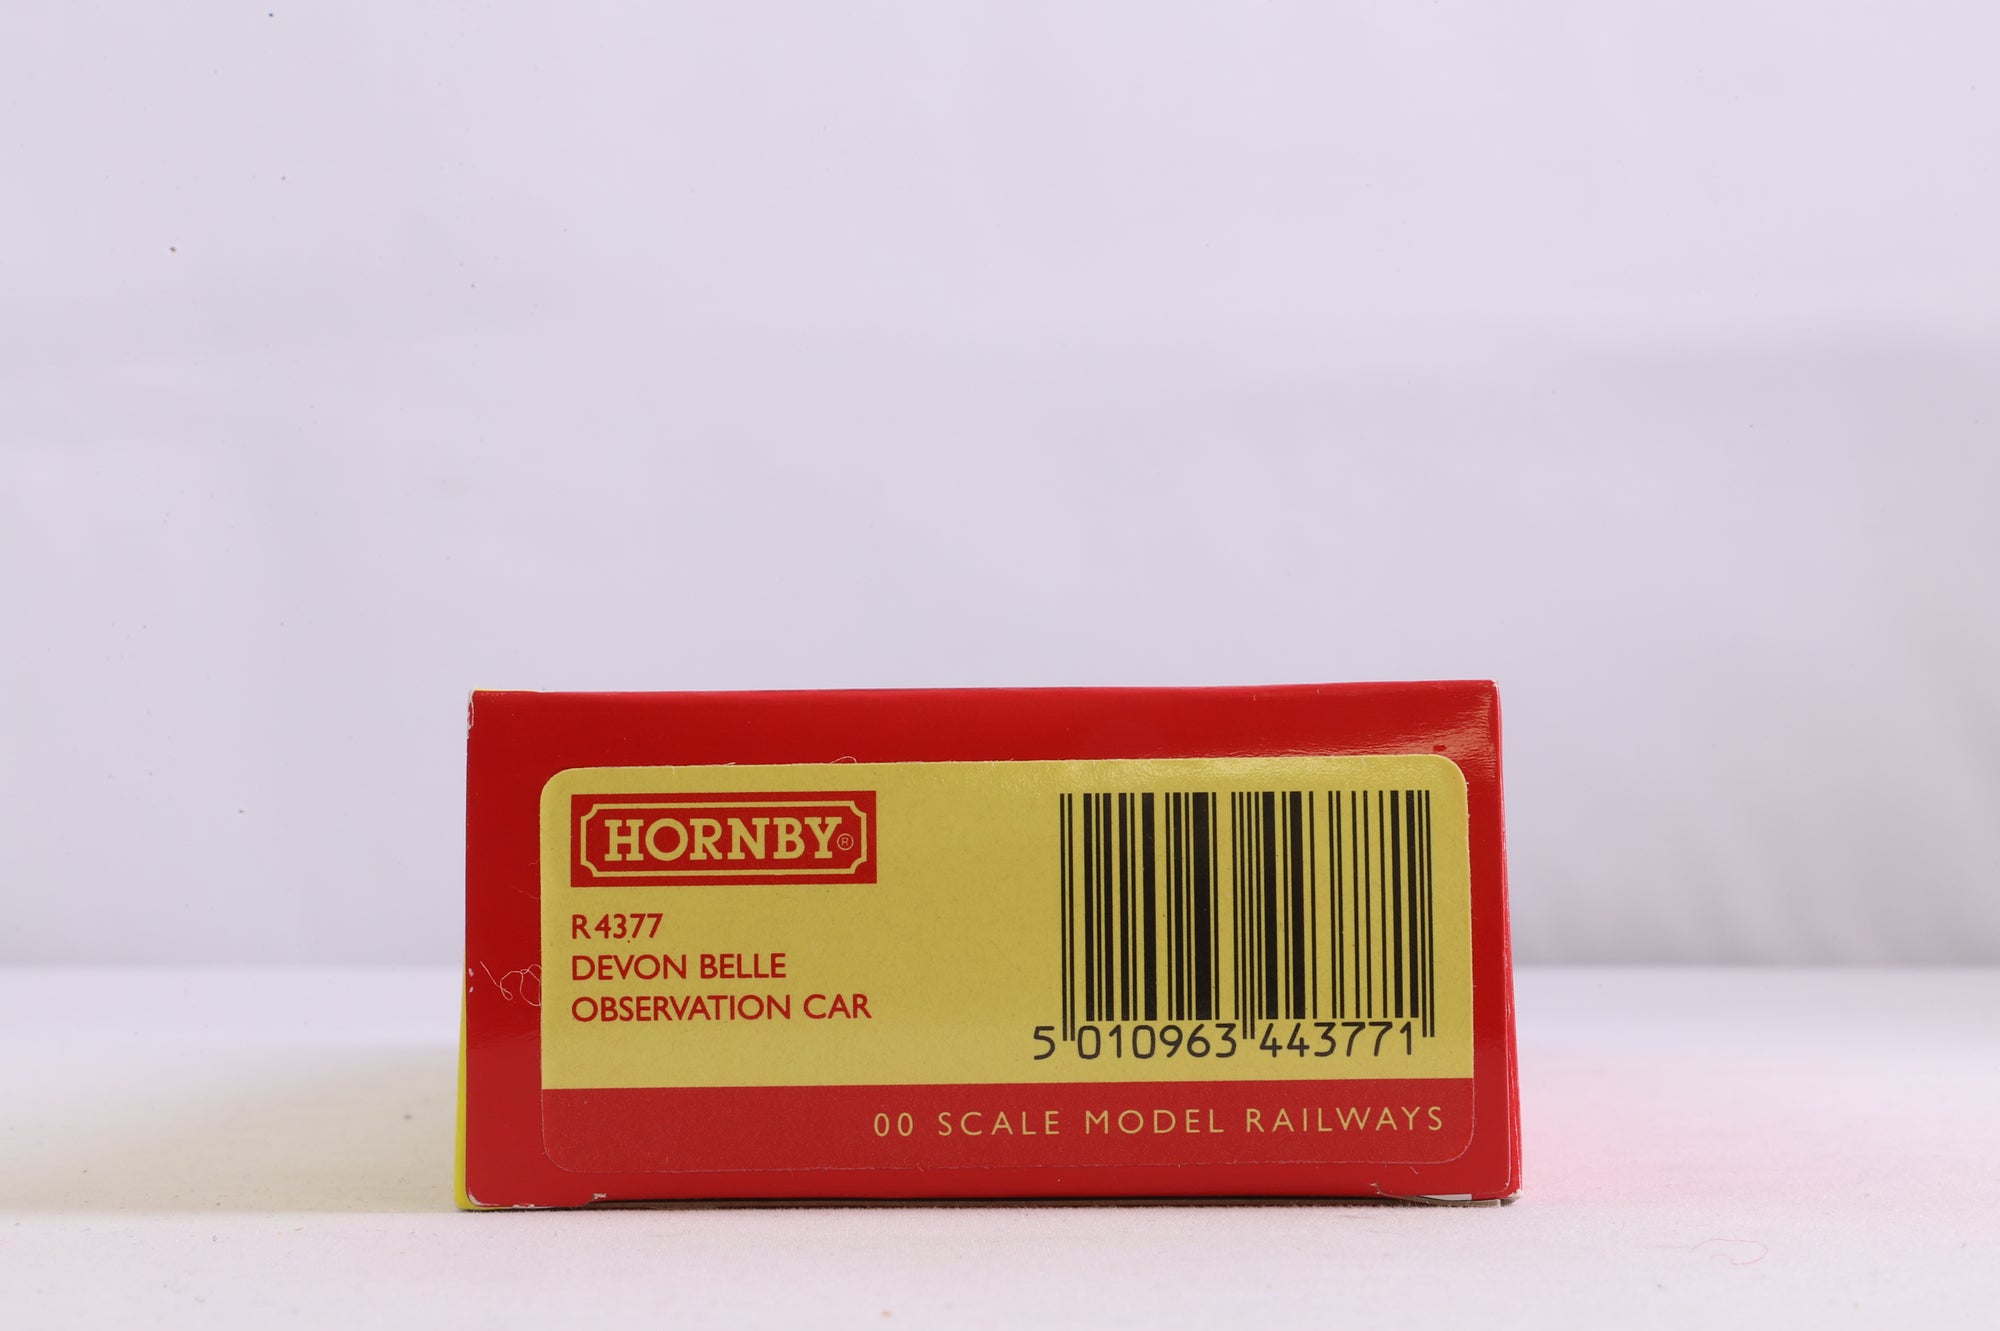 HORNBY®
R4377
DEVON BELLE
OBSERVATION CAR
5 010963 443771
00 SCALE MODEL RAILWAYS